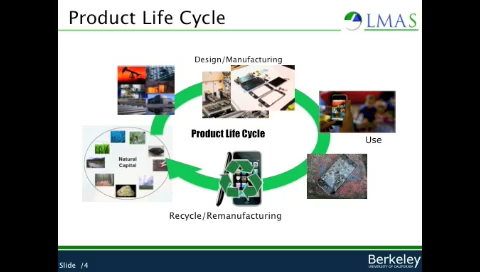 Product Life Cycle
LMAS
Design/Manufacturing
Product Life Cycle
Use
Natural
Capital
Recycle/Remanufacturing
Slide /4
Berkeley
UNIVERSITY OF CALIFORNIA